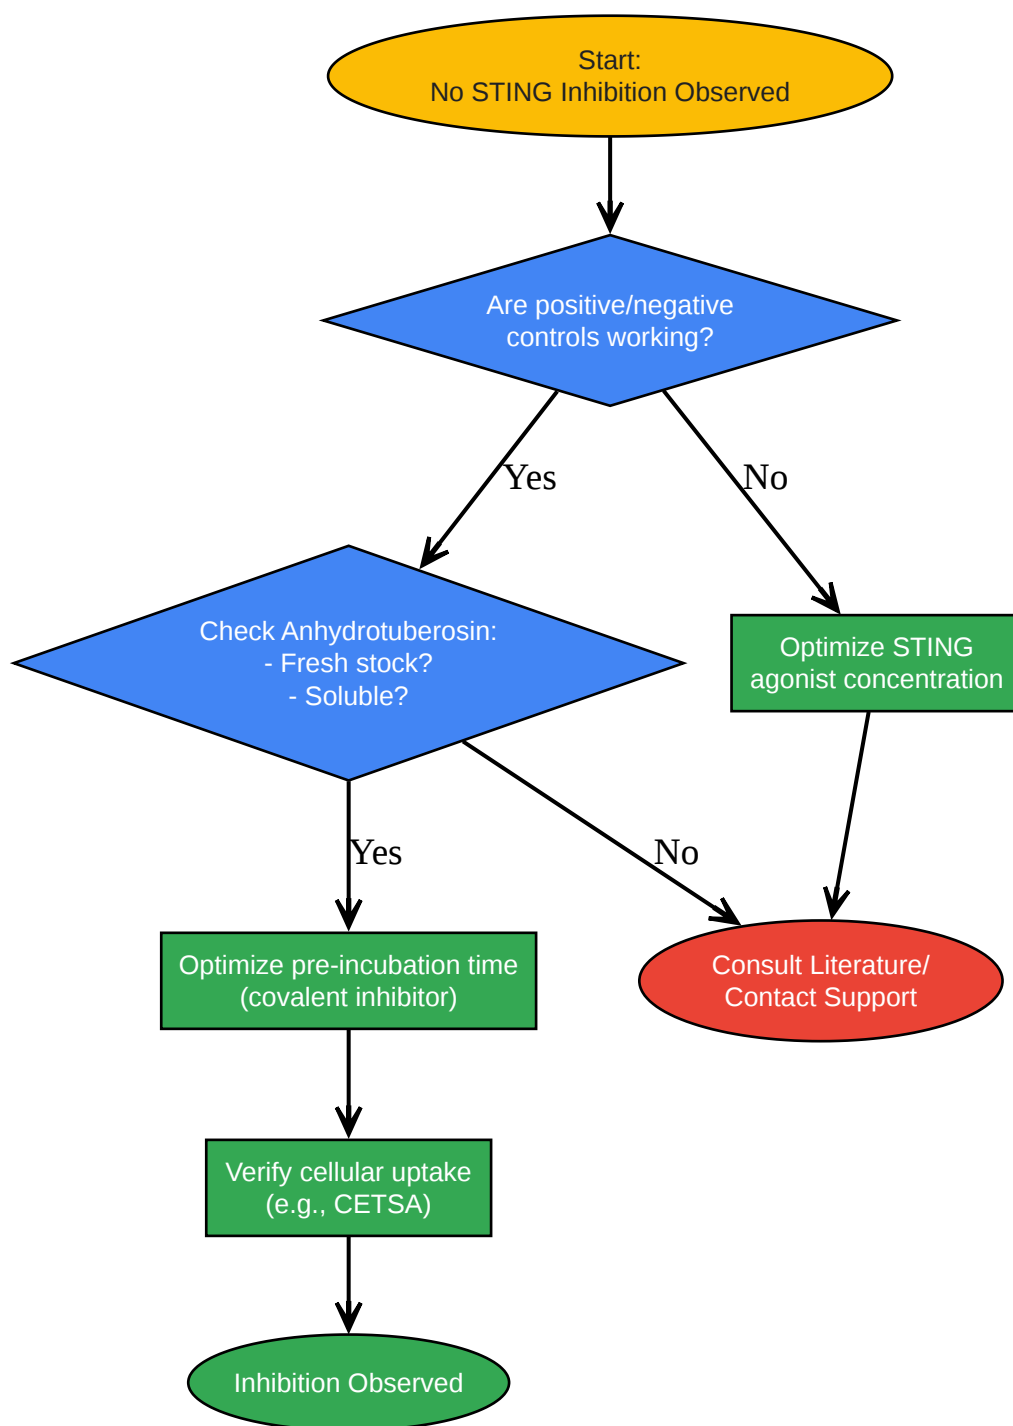 Start:
No STING Inhibition Observed
Are positive/negative
controls working?
Yes
No
Check Anhydrotuberosin:
- Fresh stock?
- Soluble?
Optimize STING
agonist concentration
Yes
No
Optimize pre-incubation time
(covalent inhibitor)
Consult Literature/
Contact Support
Verify cellular uptake
(e.g., CETSA)
Inhibition Observed